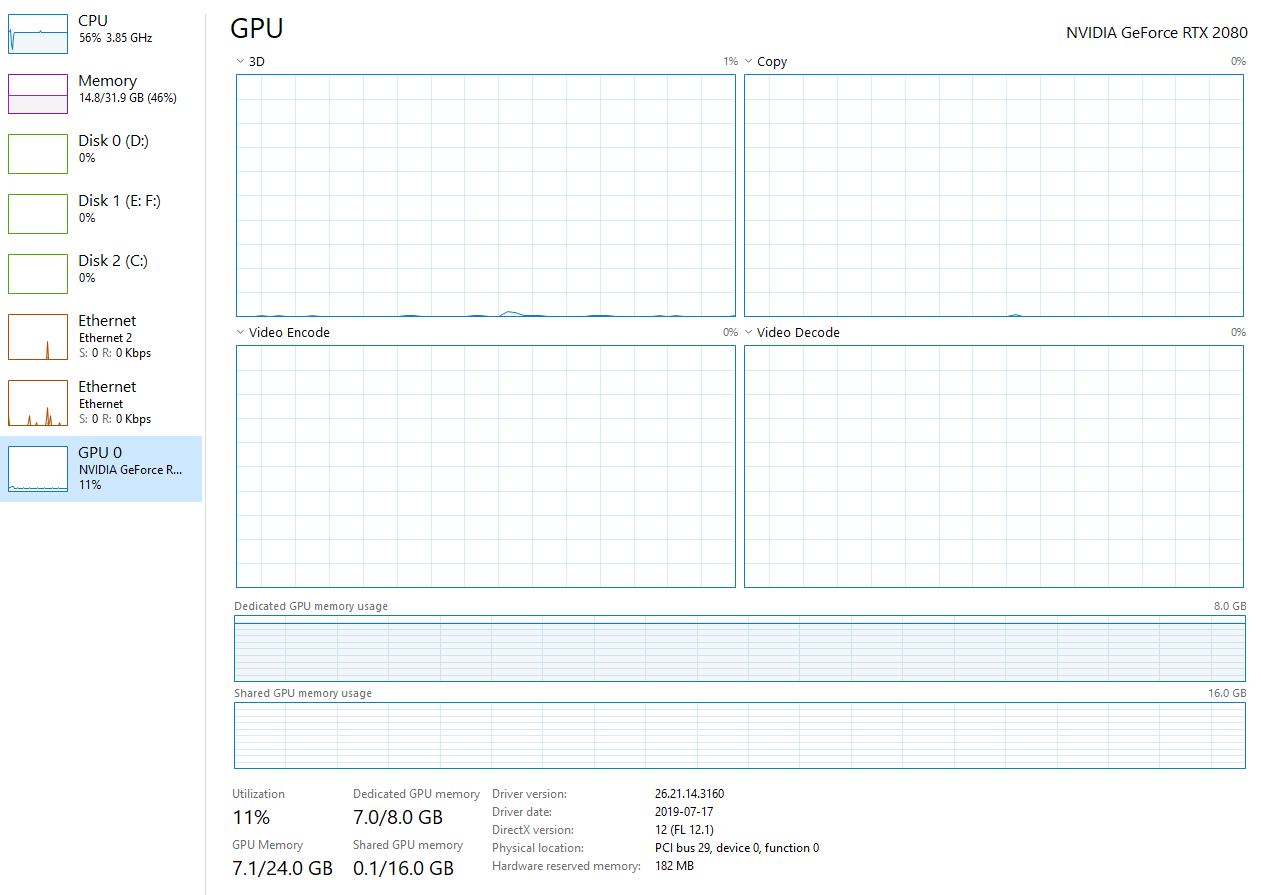 CPU
56% 3.85 GHz
Memory
14.8/31.9 GB (46%)
Disk 0 (D:)
0%
Disk 1 (E: F:)
0%
Disk 2 (C:)
0%
Ethernet
Ethernet 2
S: 0 R: 0 Kbps
Ethernet
Ethernet
S: 0 R: 0 Kbps
GPU 0
NVIDIA GeForce R...
11%
GPU
NVIDIA GeForce RTX 2080
3D 1%
Copy 0%
Video Encode 0%
Video Decode 0%
Dedicated GPU memory usage 8.0 GB
Shared GPU memory usage 16.0 GB
Utilization
11%
Dedicated GPU memory
7.0/8.0 GB
GPU Memory
7.1/24.0 GB
Shared GPU memory
0.1/16.0 GB
Driver version: 26.21.14.3160
Driver date: 2019-07-17
DirectX version: 12 (FL 12.1)
Physical location: PCI bus 29, device 0, function 0
Hardware reserved memory: 182 MB